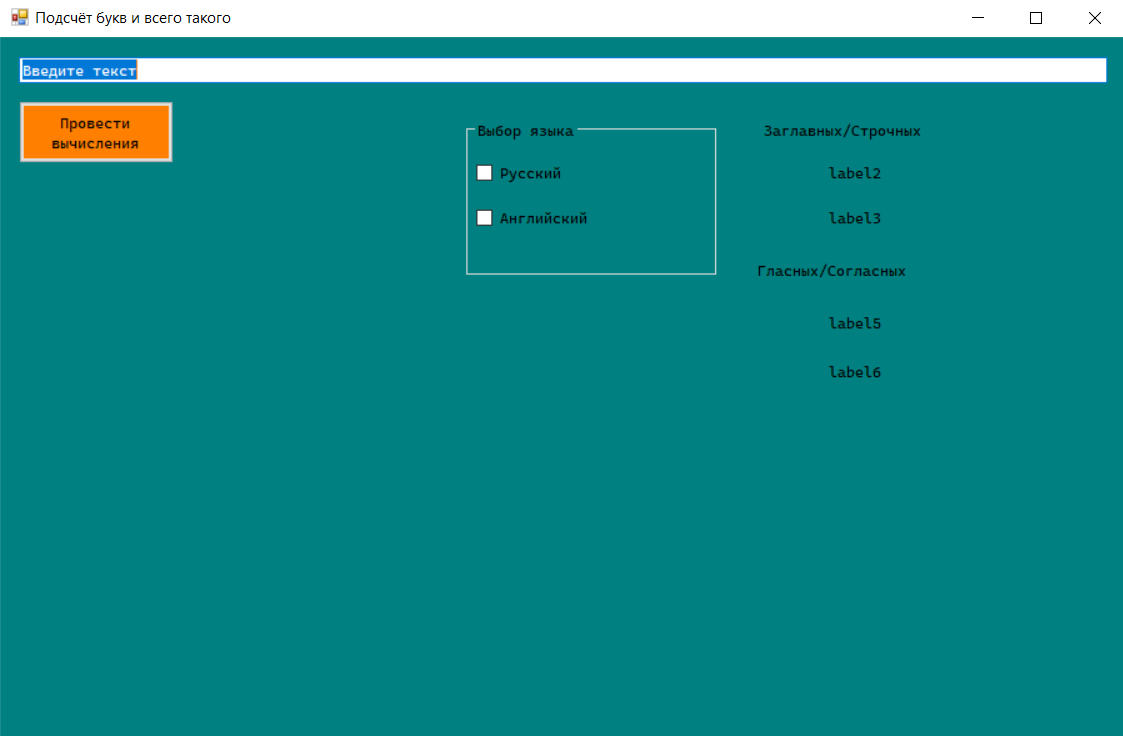 Подсчёт букв и всего такого
Введите текст
Провести
вычисления
Выбор языка
Русский
Английский
Заглавных/Строчных
label2
label3
Гласных/Согласных
label5
label6